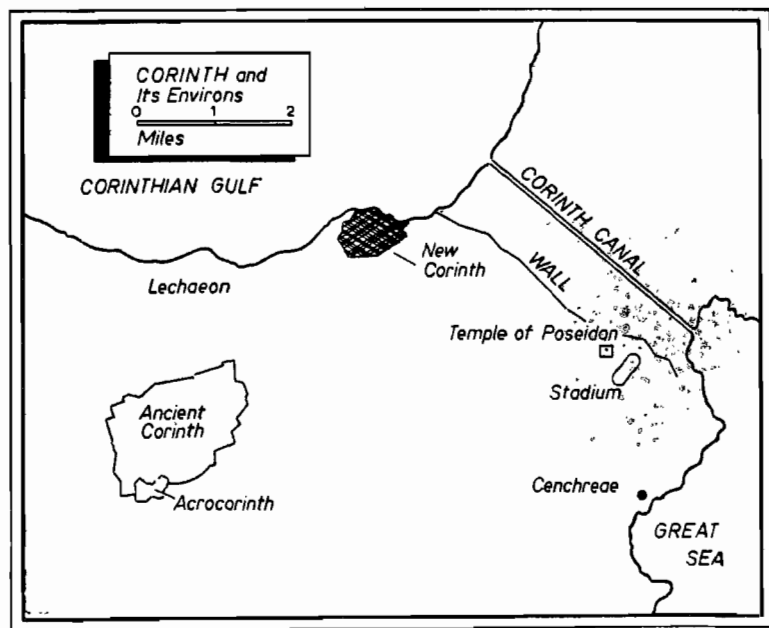 CORINTH and
Its Environs
0 1 2
Miles
CORINTHIAN GULF
CORINTH CANAL
New
Corinth
WALL
Lechaeon
Temple of Poseidan
Stadium
Ancient
Corinth
Acrocorinth
Cenchreae
GREAT
SEA